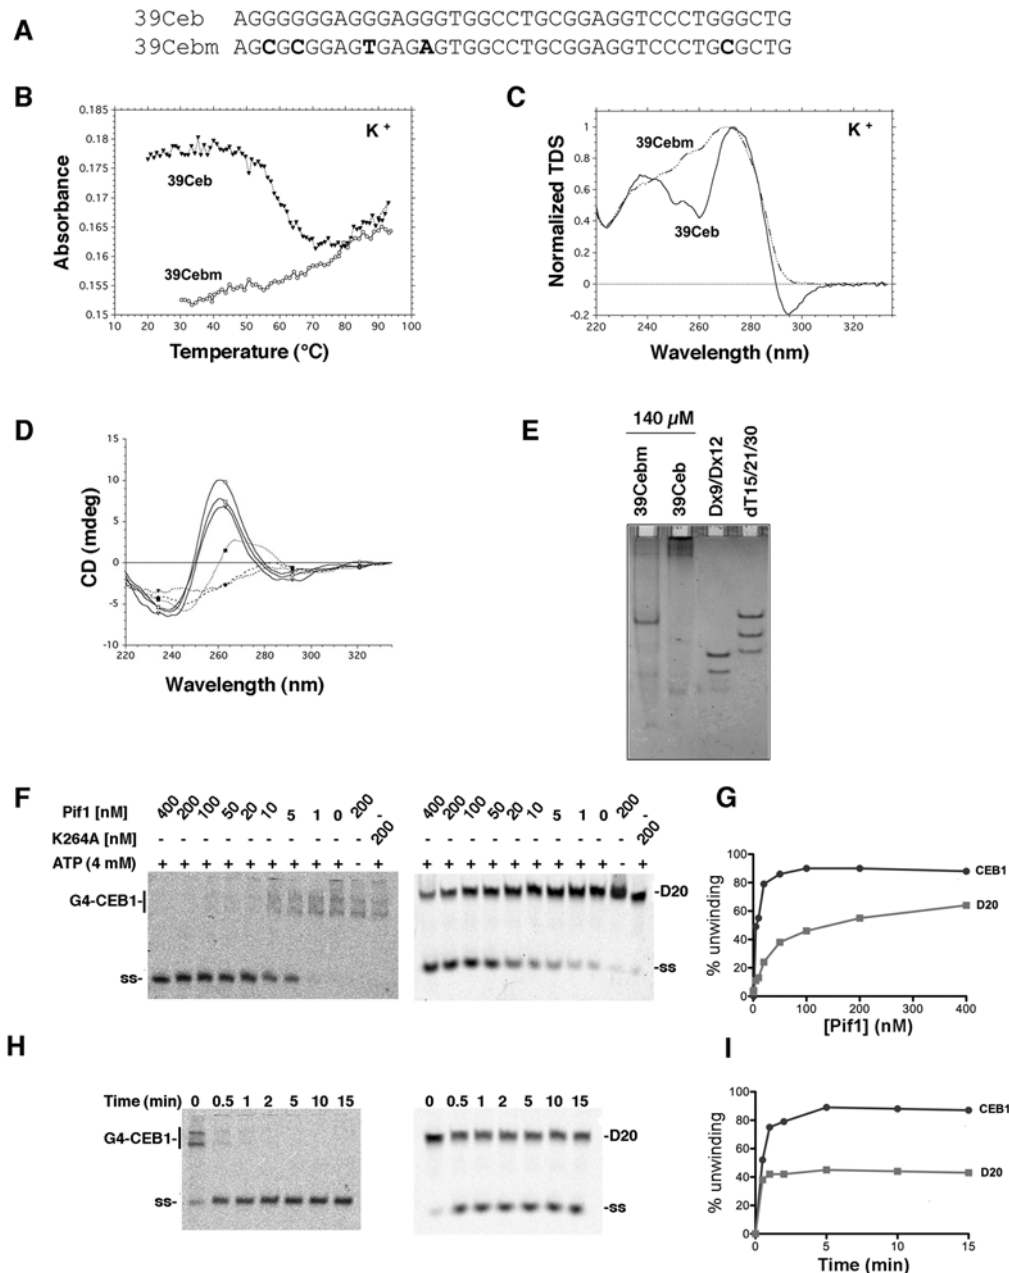 A
39Ceb AGGGGGGAGGGAGGGTGGCCTGCGGAGGTCCCTGGGCTG
39Cebm AGCGCGGAGTGAGAGTGGCCTGCGGAGGTCCCTGCGCTG
B
0.185
0.18
0.175
0.17
0.165
0.16
0.155
0.15
10 20 30 40 50 60 70 80 90 100
K +
39Ceb
39Cebm
Absorbance
Temperature (°C)
C
1
0.8
0.6
0.4
0.2
0
-0.2
220 240 260 280 300 320
K +
39Cebm
39Ceb
Normalized TDS
Wavelength (nm)
D
15
10
5
0
-5
-10
220 240 260 280 300 320
CD (mdeg)
Wavelength (nm)
E
140 µM
39Cebm
39Ceb
Dx9/Dx12
dT15/21/30
F
Pif1 [nM] 400 200 100 50 20 10 5 1 0 200 - 400 200 100 50 20 10 5 1 0 200 -
K264A [nM] - - - - - - - - - - 200 - - - - - - - - - - 200
ATP (4 mM) + + + + + + + + + - + + + + + + + + + + - +
G4-CEB1-
ss-
-D20
-ss
G
100
80
60
40
20
0
0 100 200 300 400
% unwinding
[Pif1] (nM)
CEB1
D20
H
Time (min) 0 0.5 1 2 5 10 15 0 0.5 1 2 5 10 15
G4-CEB1-
ss-
-D20
-ss
I
100
80
60
40
20
0
0 5 10 15
% unwinding
Time (min)
CEB1
D20